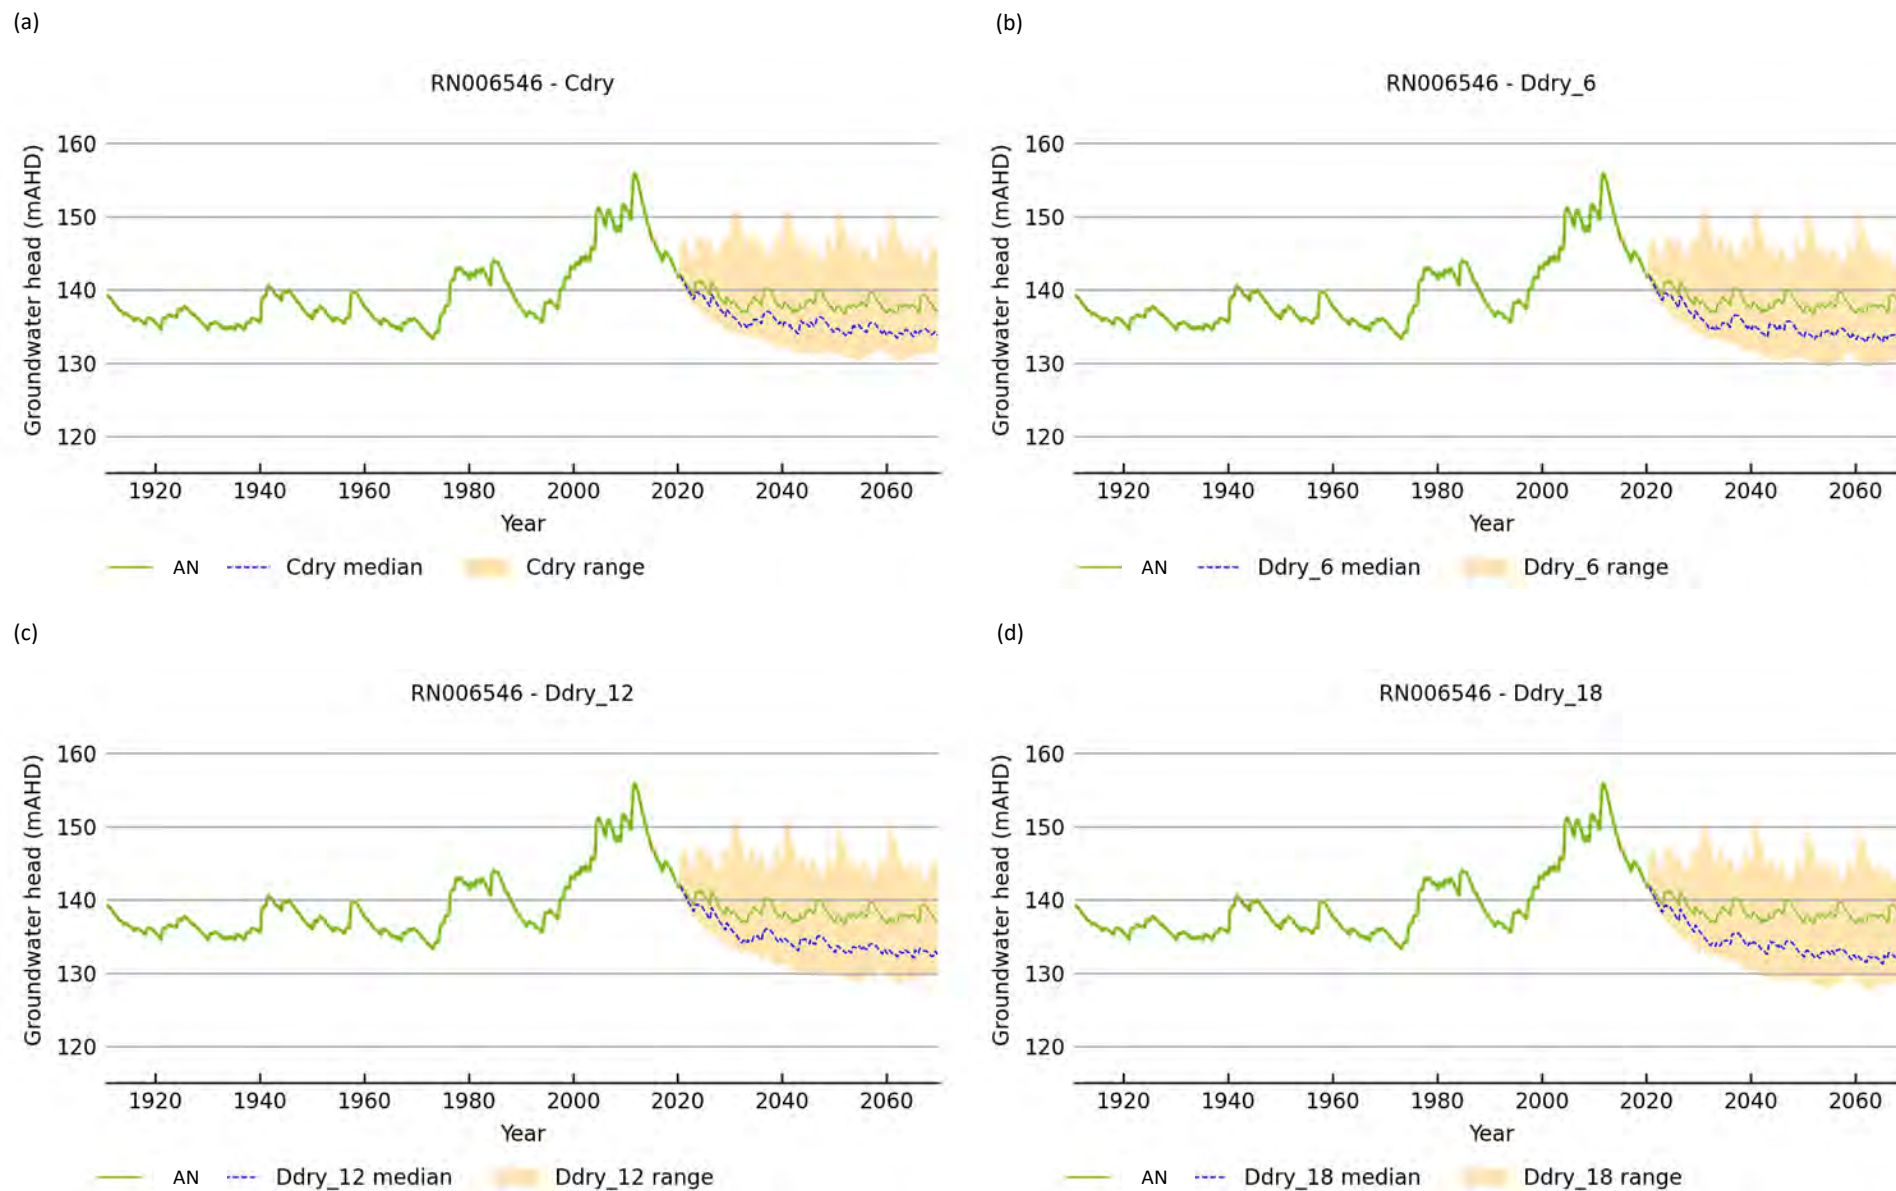 (a)
RN006546 - Cdry
Groundwater head (mAHD)
160
150
140
130
120
1920 1940 1960 1980 2000 2020 2040 2060
Year
AN Cdry median Cdry range
(b)
RN006546 - Ddry_6
Groundwater head (mAHD)
160
150
140
130
120
1920 1940 1960 1980 2000 2020 2040 2060
Year
AN Ddry_6 median Ddry_6 range
(c)
RN006546 - Ddry_12
Groundwater head (mAHD)
160
150
140
130
120
1920 1940 1960 1980 2000 2020 2040 2060
Year
AN Ddry_12 median Ddry_12 range
(d)
RN006546 - Ddry_18
Groundwater head (mAHD)
160
150
140
130
120
1920 1940 1960 1980 2000 2020 2040 2060
Year
AN Ddry_18 median Ddry_18 range